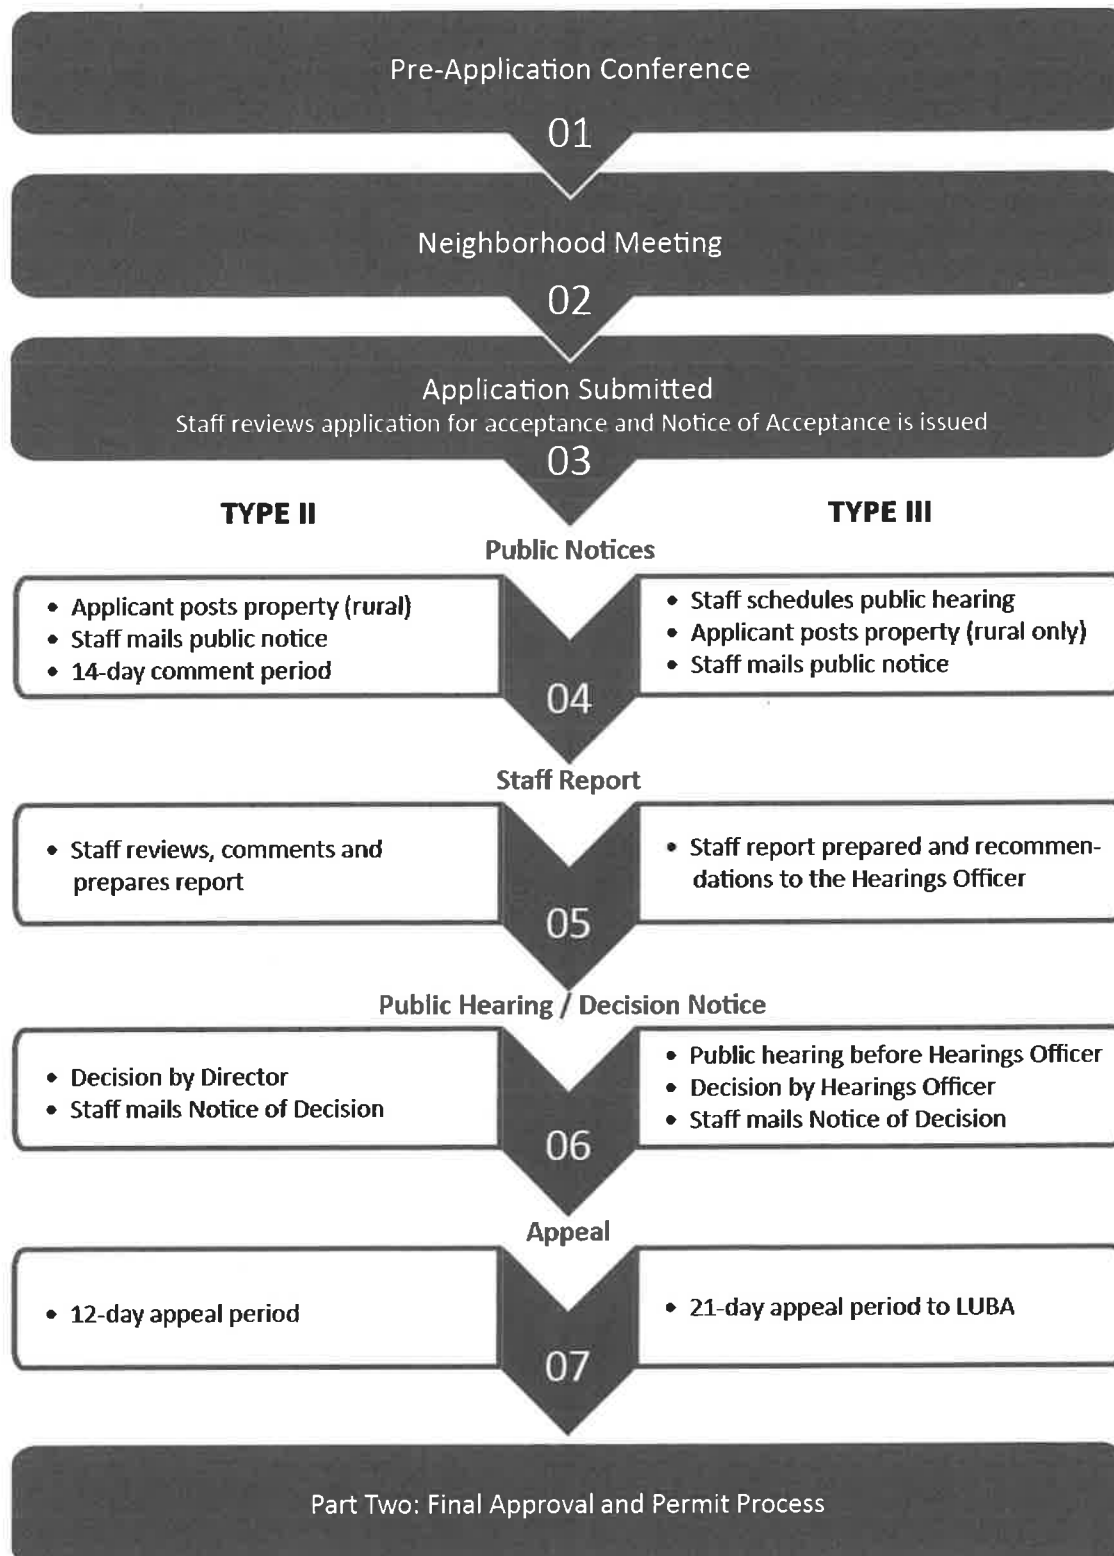 Pre-Application Conference
01
Neighborhood Meeting
02
Application Submitted
Staff reviews application for acceptance and Notice of Acceptance is issued
03
TYPE II
TYPE III
Public Notices
• Applicant posts property (rural)
• Staff mails public notice
• 14-day comment period
04
• Staff schedules public hearing
• Applicant posts property (rural only)
• Staff mails public notice
Staff Report
• Staff reviews, comments and
prepares report
05
• Staff report prepared and recommen-
dations to the Hearings Officer
Public Hearing / Decision Notice
• Decision by Director
• Staff mails Notice of Decision
06
• Public hearing before Hearings Officer
• Decision by Hearings Officer
• Staff mails Notice of Decision
Appeal
• 12-day appeal period
07
• 21-day appeal period to LUBA
Part Two: Final Approval and Permit Process